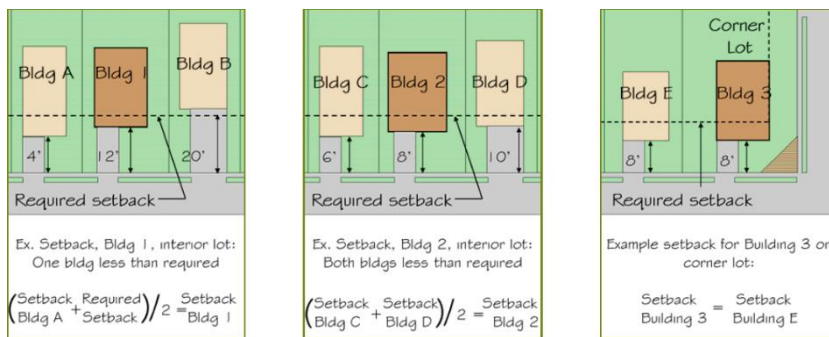 Bldg A
Bldg 1
Bldg B
4'
12'
20'
Required setback
Ex. Setback, Bldg 1, interior lot:
One bldg less than required
(Setback Bldg A + Required Setback)/2 = Setback Bldg 1
Bldg C
Bldg 2
Bldg D
6'
8'
10'
Required setback
Ex. Setback, Bldg 2, interior lot:
Both bldgs less than required
(Setback Bldg C + Setback Bldg D)/2 = Setback Bldg 2
Corner
Lot
Bldg E
Bldg 3
8'
8'
Required setback
Example setback for Building 3 on
corner lot:
Setback Building 3 = Setback Building E